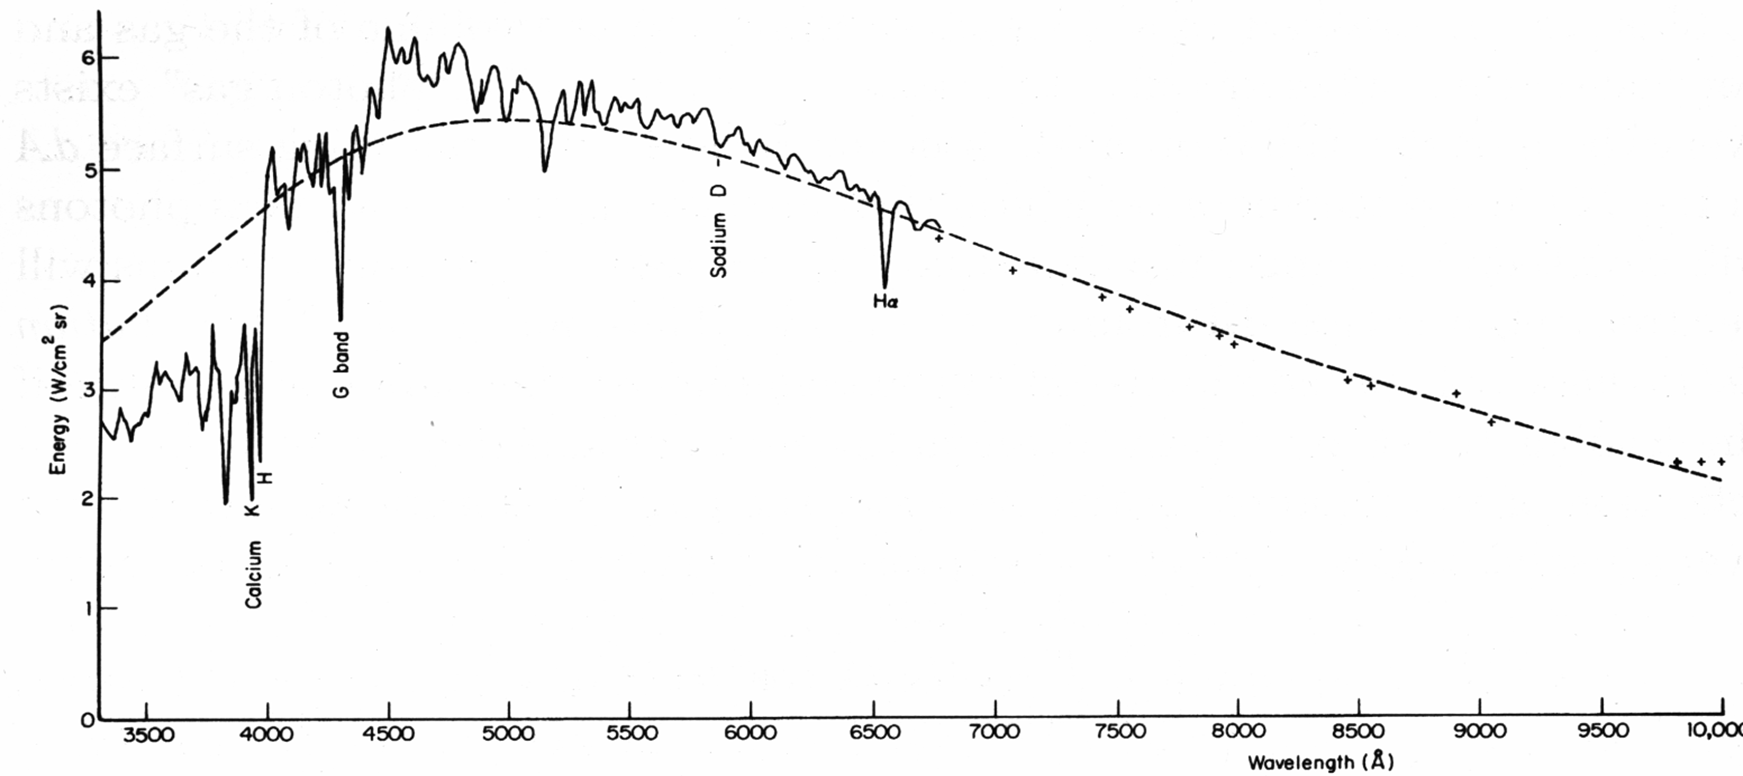 6
5
4
3
2
1
0
Energy (W/cm² sr)
Calcium K
H
G band
Sodium D
Hα
3500 4000 4500 5000 5500 6000 6500 7000 7500 8000 8500 9000 9500 10,000
Wavelength (Å)
exists